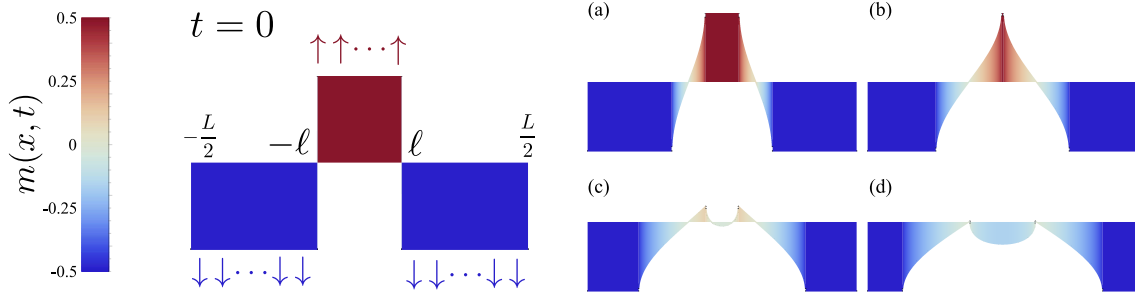 0.5
0.25
0
-0.25
-0.5
m(x, t)
t = 0
↑ ↑ ··· ↑
−L/2
−ℓ
ℓ
L/2
↓ ↓ ··· ↓ ↓
↓ ↓ ··· ↓ ↓
(a)
(b)
(c)
(d)